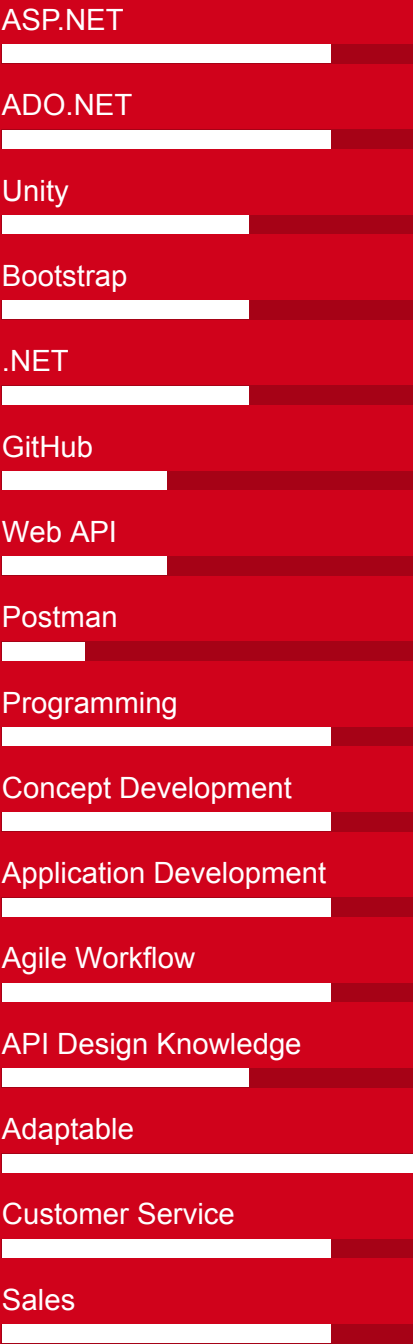 ASP.NET
ADO.NET
Unity
Bootstrap
.NET
GitHub
Web API
Postman
Programming
Concept Development
Application Development
Agile Workflow
API Design Knowledge
Adaptable
Customer Service
Sales